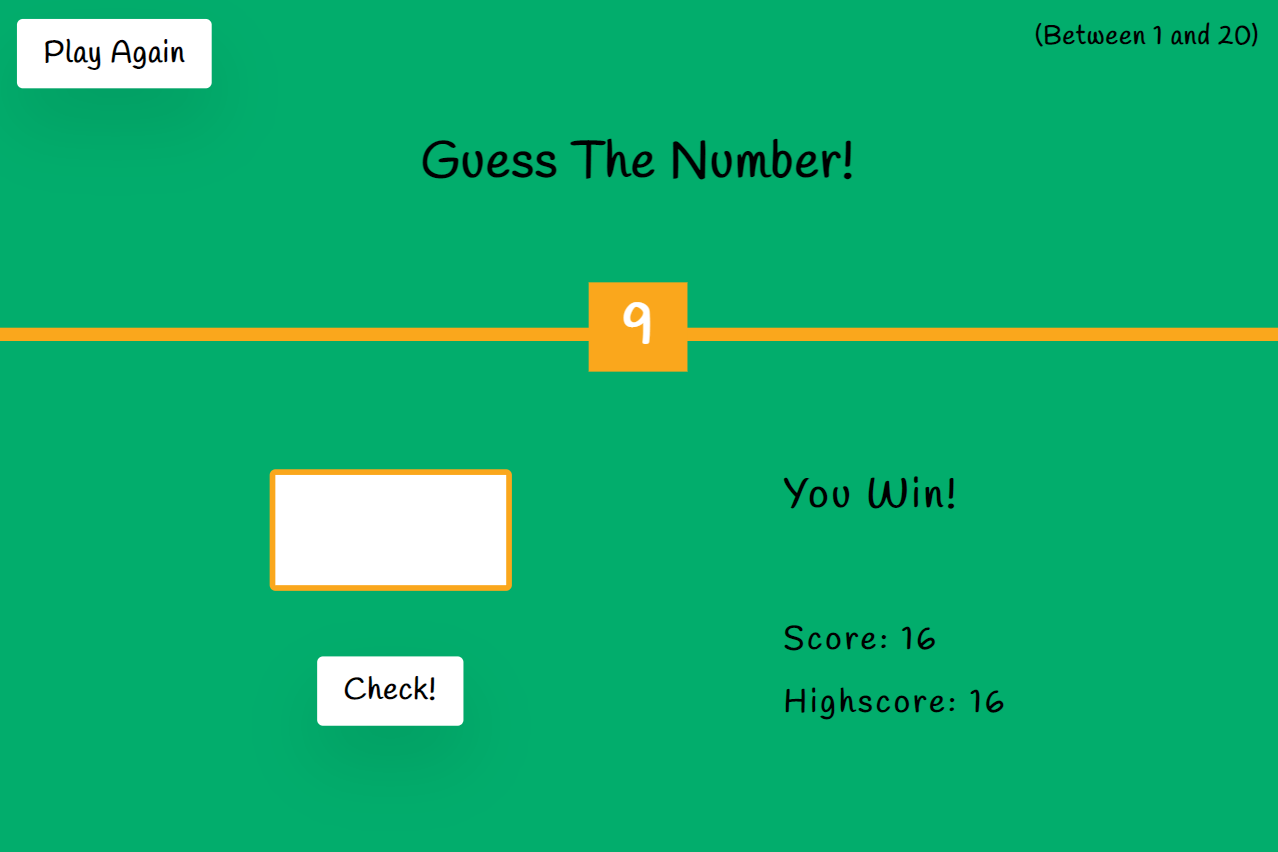 Play Again
(Between 1 and 20)
Guess The Number!
9
You Win!
Score: 16
Highscore: 16
Check!